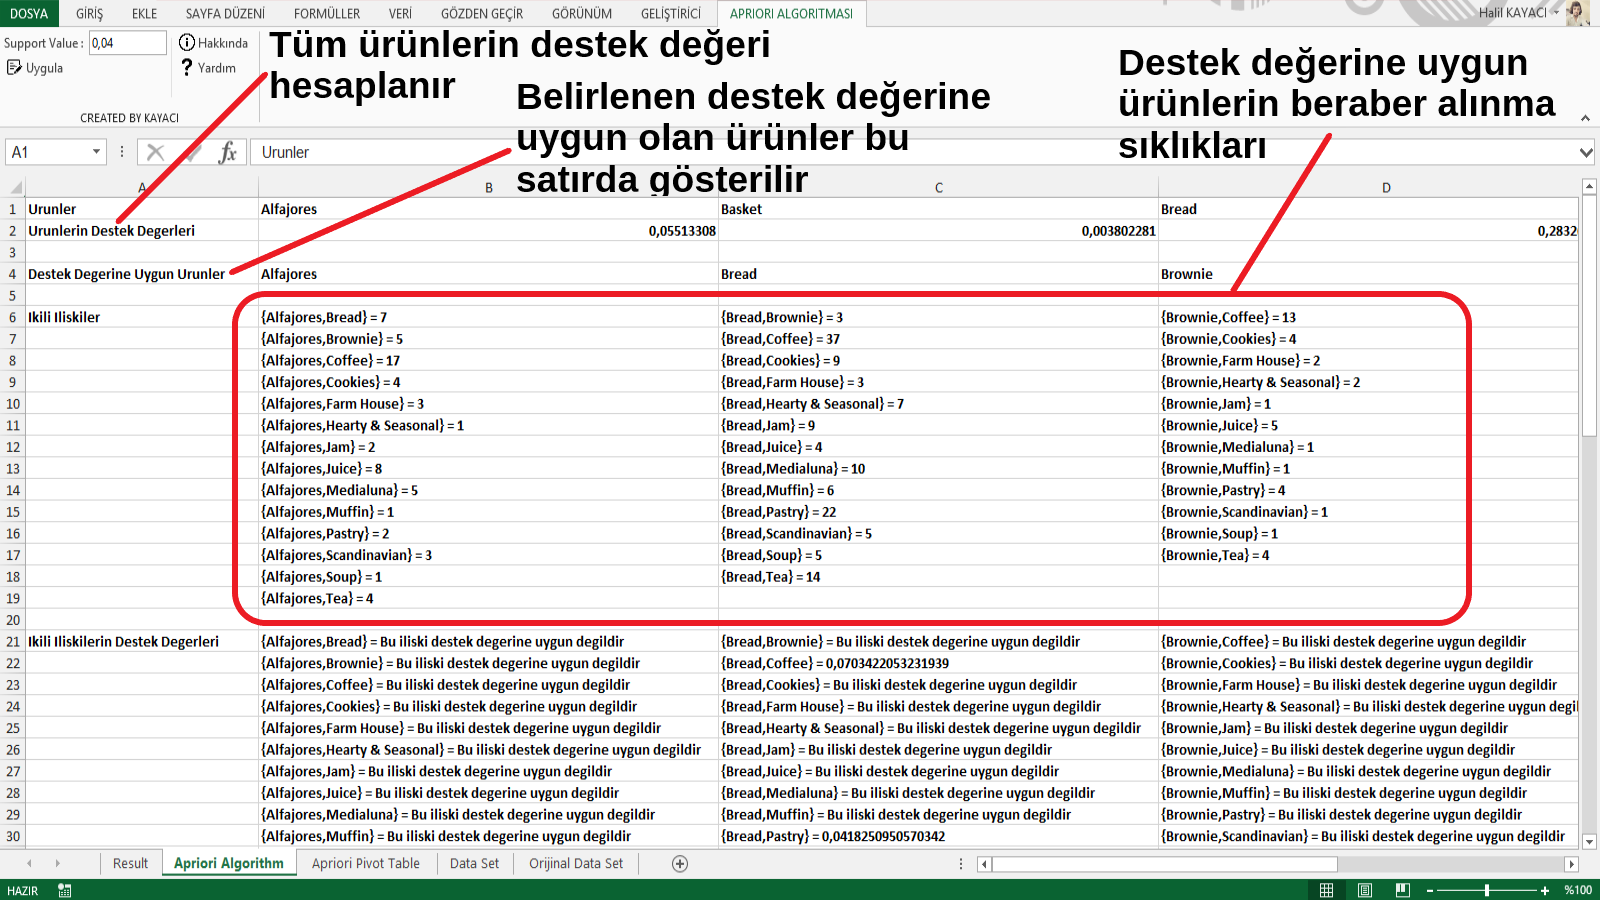 DOSYA GİRİŞ EKLE SAYFA DÜZENİ FORMÜLLER VERİ GÖZDEN GEÇİR GÖRÜNÜM GELİŞTİRİCİ APRIORI ALGORITMASI Halil KAYACI
Support Value : 0,04
Uygula
Hakkında
Yardım
CREATED BY KAYACI
Tüm ürünlerin destek değeri
hesaplanır
Belirlenen destek değerine
uygun olan ürünler bu
satırda gösterilir
Destek değerine uygun
ürünlerin beraber alınma
sıklıkları
A1 fx Urunler
A B C D
1 Urunler Alfajores Basket Bread
2 Urunlerin Destek Degerleri 0,05513308 0,003802281 0,2832
3
4 Destek Degerine Uygun Urunler Alfajores Bread Brownie
5
6 Ikili Iliskiler {Alfajores,Bread} = 7 {Bread,Brownie} = 3 {Brownie,Coffee} = 13
7 {Alfajores,Brownie} = 5 {Bread,Coffee} = 37 {Brownie,Cookies} = 4
8 {Alfajores,Coffee} = 17 {Bread,Cookies} = 9 {Brownie,Farm House} = 2
9 {Alfajores,Cookies} = 4 {Bread,Farm House} = 3 {Brownie,Hearty & Seasonal} = 2
10 {Alfajores,Farm House} = 3 {Bread,Hearty & Seasonal} = 7 {Brownie,Jam} = 1
11 {Alfajores,Hearty & Seasonal} = 1 {Bread,Jam} = 9 {Brownie,Juice} = 5
12 {Alfajores,Jam} = 2 {Bread,Juice} = 4 {Brownie,Medialuna} = 1
13 {Alfajores,Juice} = 8 {Bread,Medialuna} = 10 {Brownie,Muffin} = 1
14 {Alfajores,Medialuna} = 5 {Bread,Muffin} = 6 {Brownie,Pastry} = 4
15 {Alfajores,Muffin} = 1 {Bread,Pastry} = 22 {Brownie,Scandinavian} = 1
16 {Alfajores,Pastry} = 2 {Bread,Scandinavian} = 5 {Brownie,Soup} = 1
17 {Alfajores,Scandinavian} = 3 {Bread,Soup} = 5 {Brownie,Tea} = 4
18 {Alfajores,Soup} = 1 {Bread,Tea} = 14
19 {Alfajores,Tea} = 4
20
21 Ikili Iliskilerin Destek Degerleri {Alfajores,Bread} = Bu iliski destek degerine uygun degildir {Bread,Brownie} = Bu iliski destek degerine uygun degildir {Brownie,Coffee} = Bu iliski destek degerine uygun degildir
22 {Alfajores,Brownie} = Bu iliski destek degerine uygun degildir {Bread,Coffee} = 0,0703422053231939 {Brownie,Cookies} = Bu iliski destek degerine uygun degildir
23 {Alfajores,Coffee} = Bu iliski destek degerine uygun degildir {Bread,Cookies} = Bu iliski destek degerine uygun degildir {Brownie,Farm House} = Bu iliski destek degerine uygun degildir
24 {Alfajores,Cookies} = Bu iliski destek degerine uygun degildir {Bread,Farm House} = Bu iliski destek degerine uygun degildir {Brownie,Hearty & Seasonal} = Bu iliski destek degerine uygun degil
25 {Alfajores,Farm House} = Bu iliski destek degerine uygun degildir {Bread,Hearty & Seasonal} = Bu iliski destek degerine uygun degildir {Brownie,Jam} = Bu iliski destek degerine uygun degildir
26 {Alfajores,Hearty & Seasonal} = Bu iliski destek degerine uygun degildir {Bread,Jam} = Bu iliski destek degerine uygun degildir {Brownie,Juice} = Bu iliski destek degerine uygun degildir
27 {Alfajores,Jam} = Bu iliski destek degerine uygun degildir {Bread,Juice} = Bu iliski destek degerine uygun degildir {Brownie,Medialuna} = Bu iliski destek degerine uygun degildir
28 {Alfajores,Juice} = Bu iliski destek degerine uygun degildir {Bread,Medialuna} = Bu iliski destek degerine uygun degildir {Brownie,Muffin} = Bu iliski destek degerine uygun degildir
29 {Alfajores,Medialuna} = Bu iliski destek degerine uygun degildir {Bread,Muffin} = Bu iliski destek degerine uygun degildir {Brownie,Pastry} = Bu iliski destek degerine uygun degildir
30 {Alfajores,Muffin} = Bu iliski destek degerine uygun degildir {Bread,Pastry} = 0,0418250950570342 {Brownie,Scandinavian} = Bu iliski destek degerine uygun degildir
Result Apriori Algorithm Apriori Pivot Table Data Set Orijinal Data Set
HAZIR %100